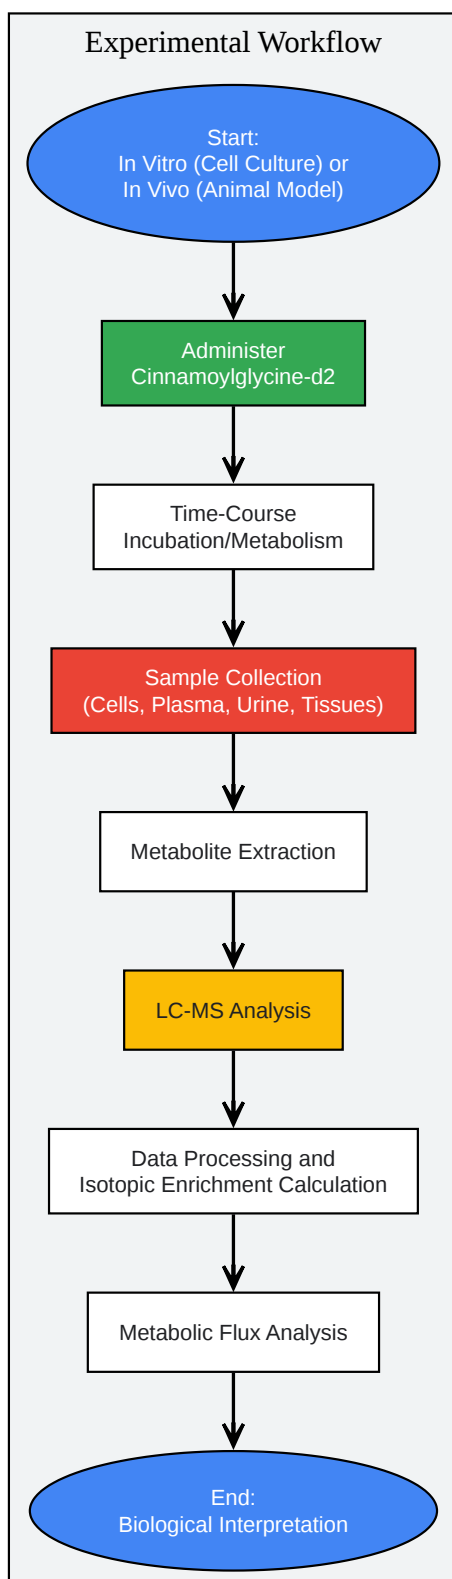 Experimental Workflow
Start:
In Vitro (Cell Culture) or
In Vivo (Animal Model)
Administer
Cinnamoylglycine-d2
Time-Course
Incubation/Metabolism
Sample Collection
(Cells, Plasma, Urine, Tissues)
Metabolite Extraction
LC-MS Analysis
Data Processing and
Isotopic Enrichment Calculation
Metabolic Flux Analysis
End:
Biological Interpretation